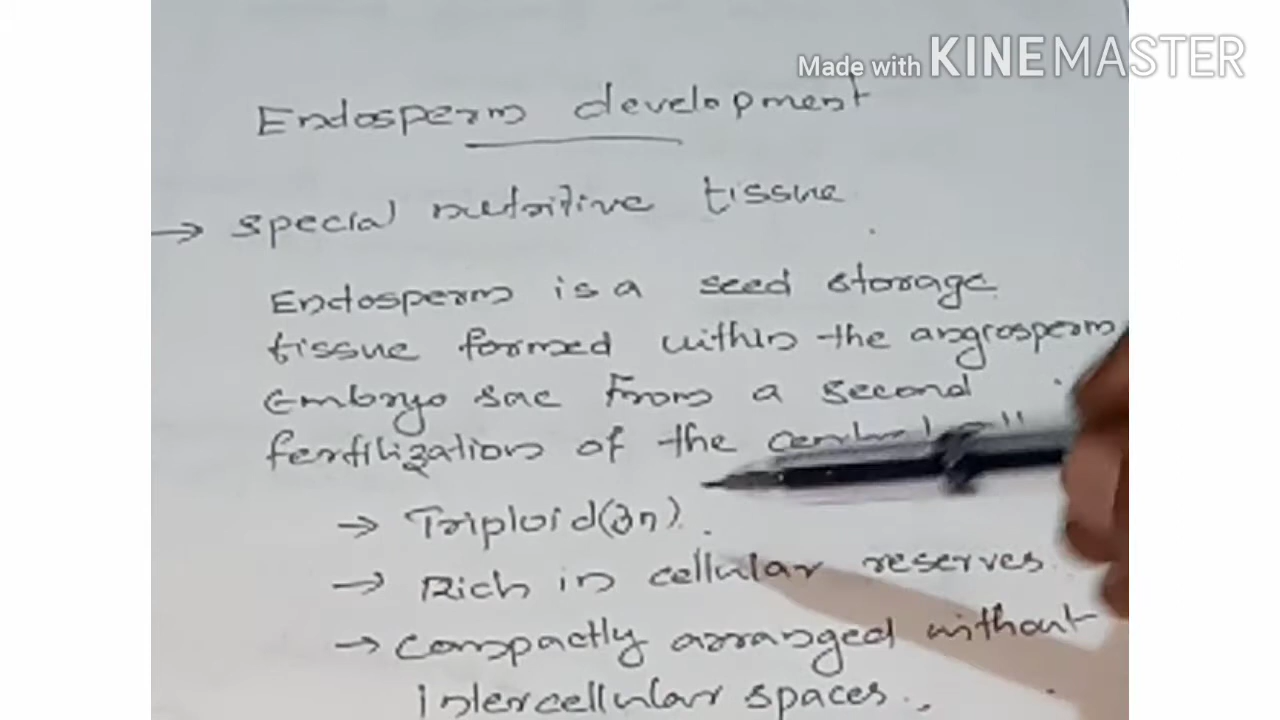 Made with KINEMASTER
Endosperm development
→ special nutritive tissue
Endosperm is a seed storage
tissue formed within the angiosperm
Embryo sac From a second
fertilization of the central
→ Triploid(3n).
→ Rich in cellular reserves.
→ compactly arranged without
intercellular spaces.